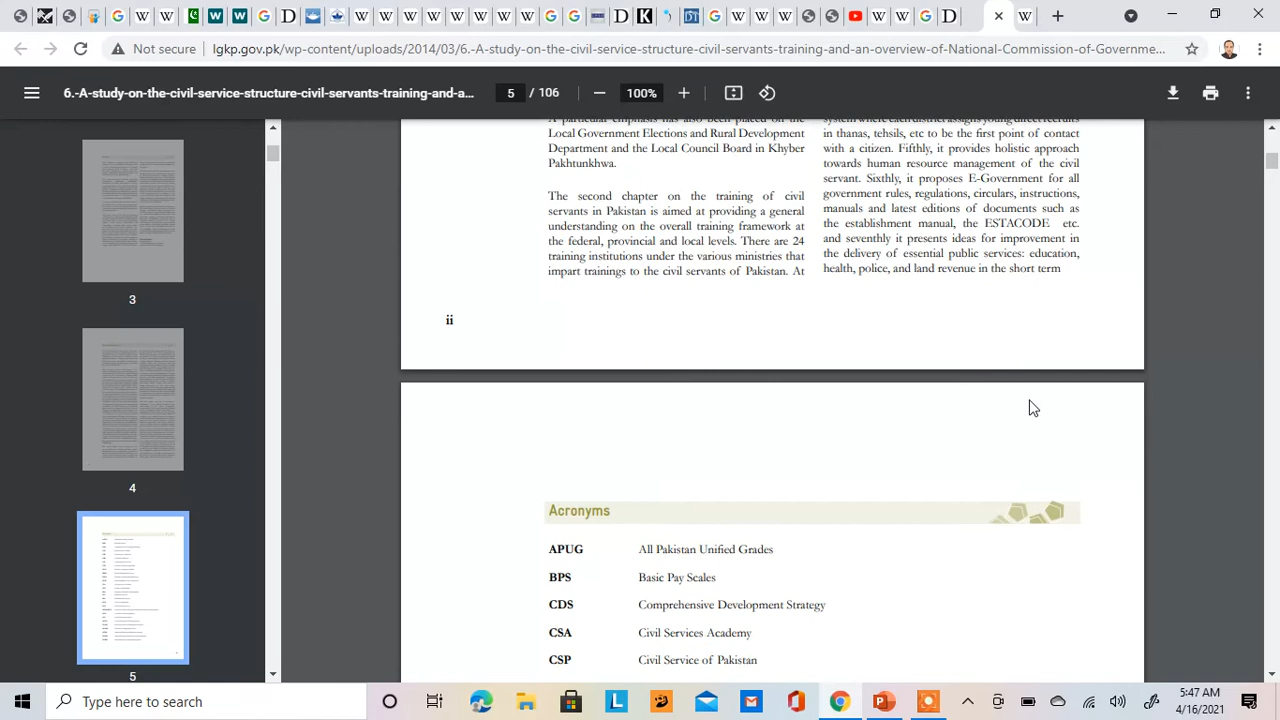 Not secure
lgkp.gov.pk/wp-content/uploads/2014/03/6.-A-study-on-the-civil-service-structure-civil-servants-training-and-an-overview-of-National-Commission-of-Governme...
6.-A-study-on-the-civil-service-structure-civil-servants-training-and-a...
5 / 106
100%
3
4
5
A particular emphasis has also been placed on the
Local Government Elections and Rural Development
Department and the Local Council Board in Khyber
Pakhtunkhwa.
The second chapter on the training of civil
servants in Pakistan is aimed at providing a general
understanding on the overall training framework at
the federal, provincial and local levels. There are 24
training institutions under the various ministries that
impart trainings to the civil servants of Pakistan. At
system where each district assigns young direct recruits
in thanas, tehsils, etc to be the first point of contact
with a citizen. Fifthly, it provides holistic approach
towards human resource management of the civil
servant. Sixthly, it proposes E-Government for all
government rules, regulations, circulars, instructions,
manuals and latest editions of documents such as
the establishment manual, the ESTACODE etc.
and seventhly it presents ideas for improvement in
the delivery of essential public services: education,
health, police, and land revenue in the short term
ii
Acronyms
APUG All Pakistan Unified Grades
BPS Basic Pay Scales
CDS Comprehensive Development Strategy
CSA Civil Services Academy
CSP Civil Service of Pakistan
Type here to search
5:47 AM
4/16/2021